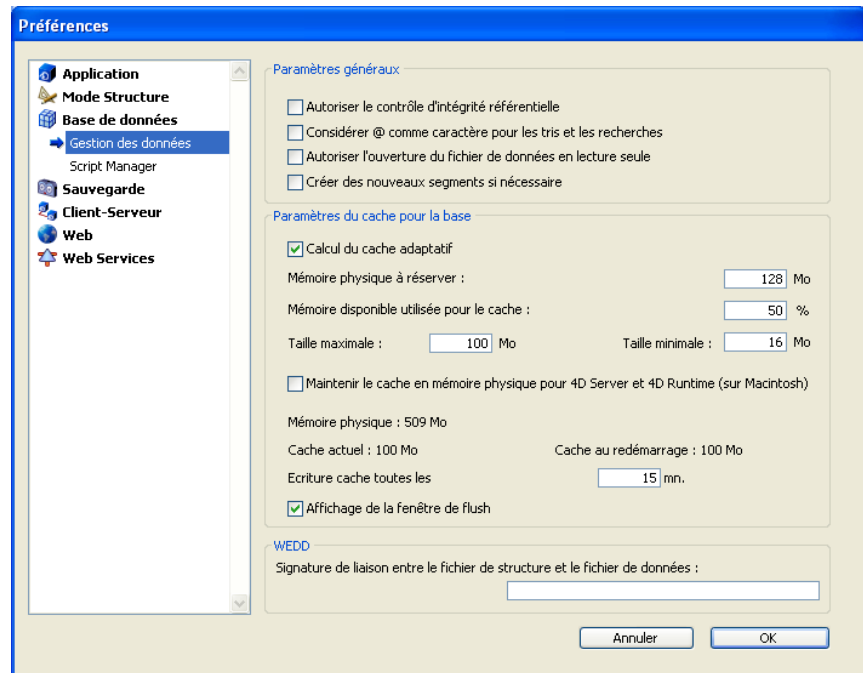 Préférences
Application
Mode Structure
Base de données
Gestion des données
Script Manager
Sauvegarde
Client-Serveur
Web
Web Services
Paramètres généraux
Autoriser le contrôle d'intégrité référentielle
Considérer @ comme caractère pour les tris et les recherches
Autoriser l'ouverture du fichier de données en lecture seule
Créer des nouveaux segments si nécessaire
Paramètres du cache pour la base
Calcul du cache adaptatif
Mémoire physique à réserver : 128 Mo
Mémoire disponible utilisée pour le cache : 50 %
Taille maximale : 100 Mo Taille minimale : 16 Mo
Maintenir le cache en mémoire physique pour 4D Server et 4D Runtime (sur Macintosh)
Mémoire physique : 509 Mo
Cache actuel : 100 Mo Cache au redémarrage : 100 Mo
Ecriture cache toutes les 15 mn.
Affichage de la fenêtre de flush
WEDD
Signature de liaison entre le fichier de structure et le fichier de données :
Annuler OK